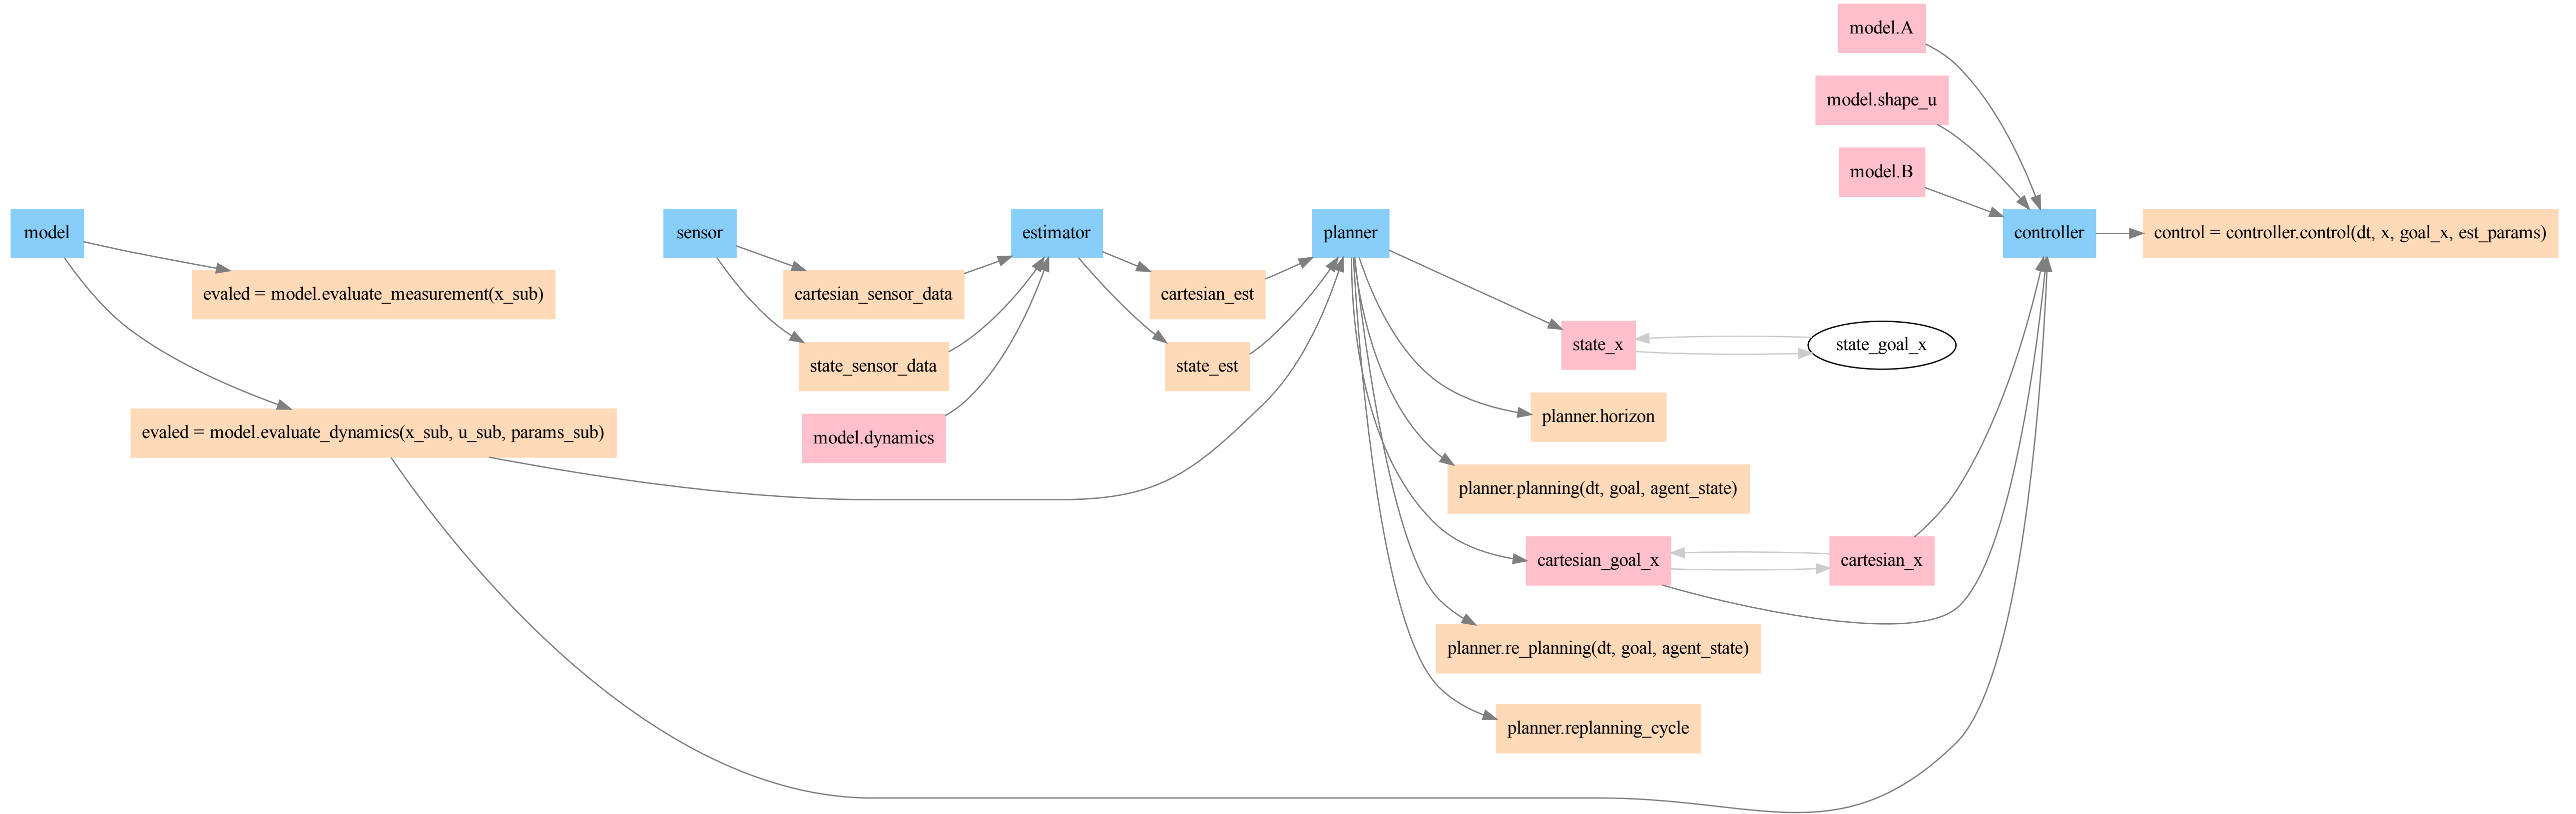 model.A
model.shape_u
model.B
model
sensor
estimator
planner
controller
control = controller.control(dt, x, goal_x, est_params)
evaled = model.evaluate_measurement(x_sub)
cartesian_sensor_data
cartesian_est
state_x
state_goal_x
state_sensor_data
state_est
planner.horizon
evaled = model.evaluate_dynamics(x_sub, u_sub, params_sub)
model.dynamics
planner.planning(dt, goal, agent_state)
cartesian_goal_x
cartesian_x
planner.re_planning(dt, goal, agent_state)
planner.replanning_cycle